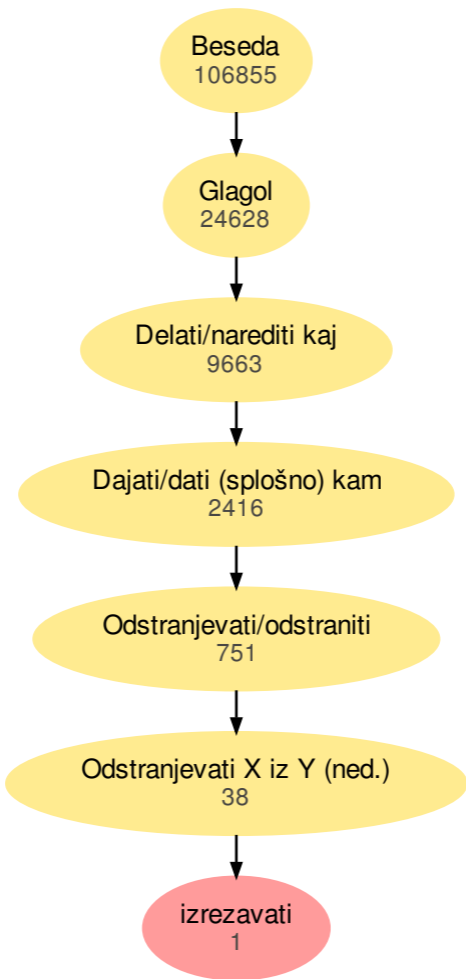 Beseda
106855
Glagol
24628
Delati/narediti kaj
9663
Dajati/dati (splošno) kam
2416
Odstranjevati/odstraniti
751
Odstranjevati X iz Y (ned.)
38
izrezavati
1